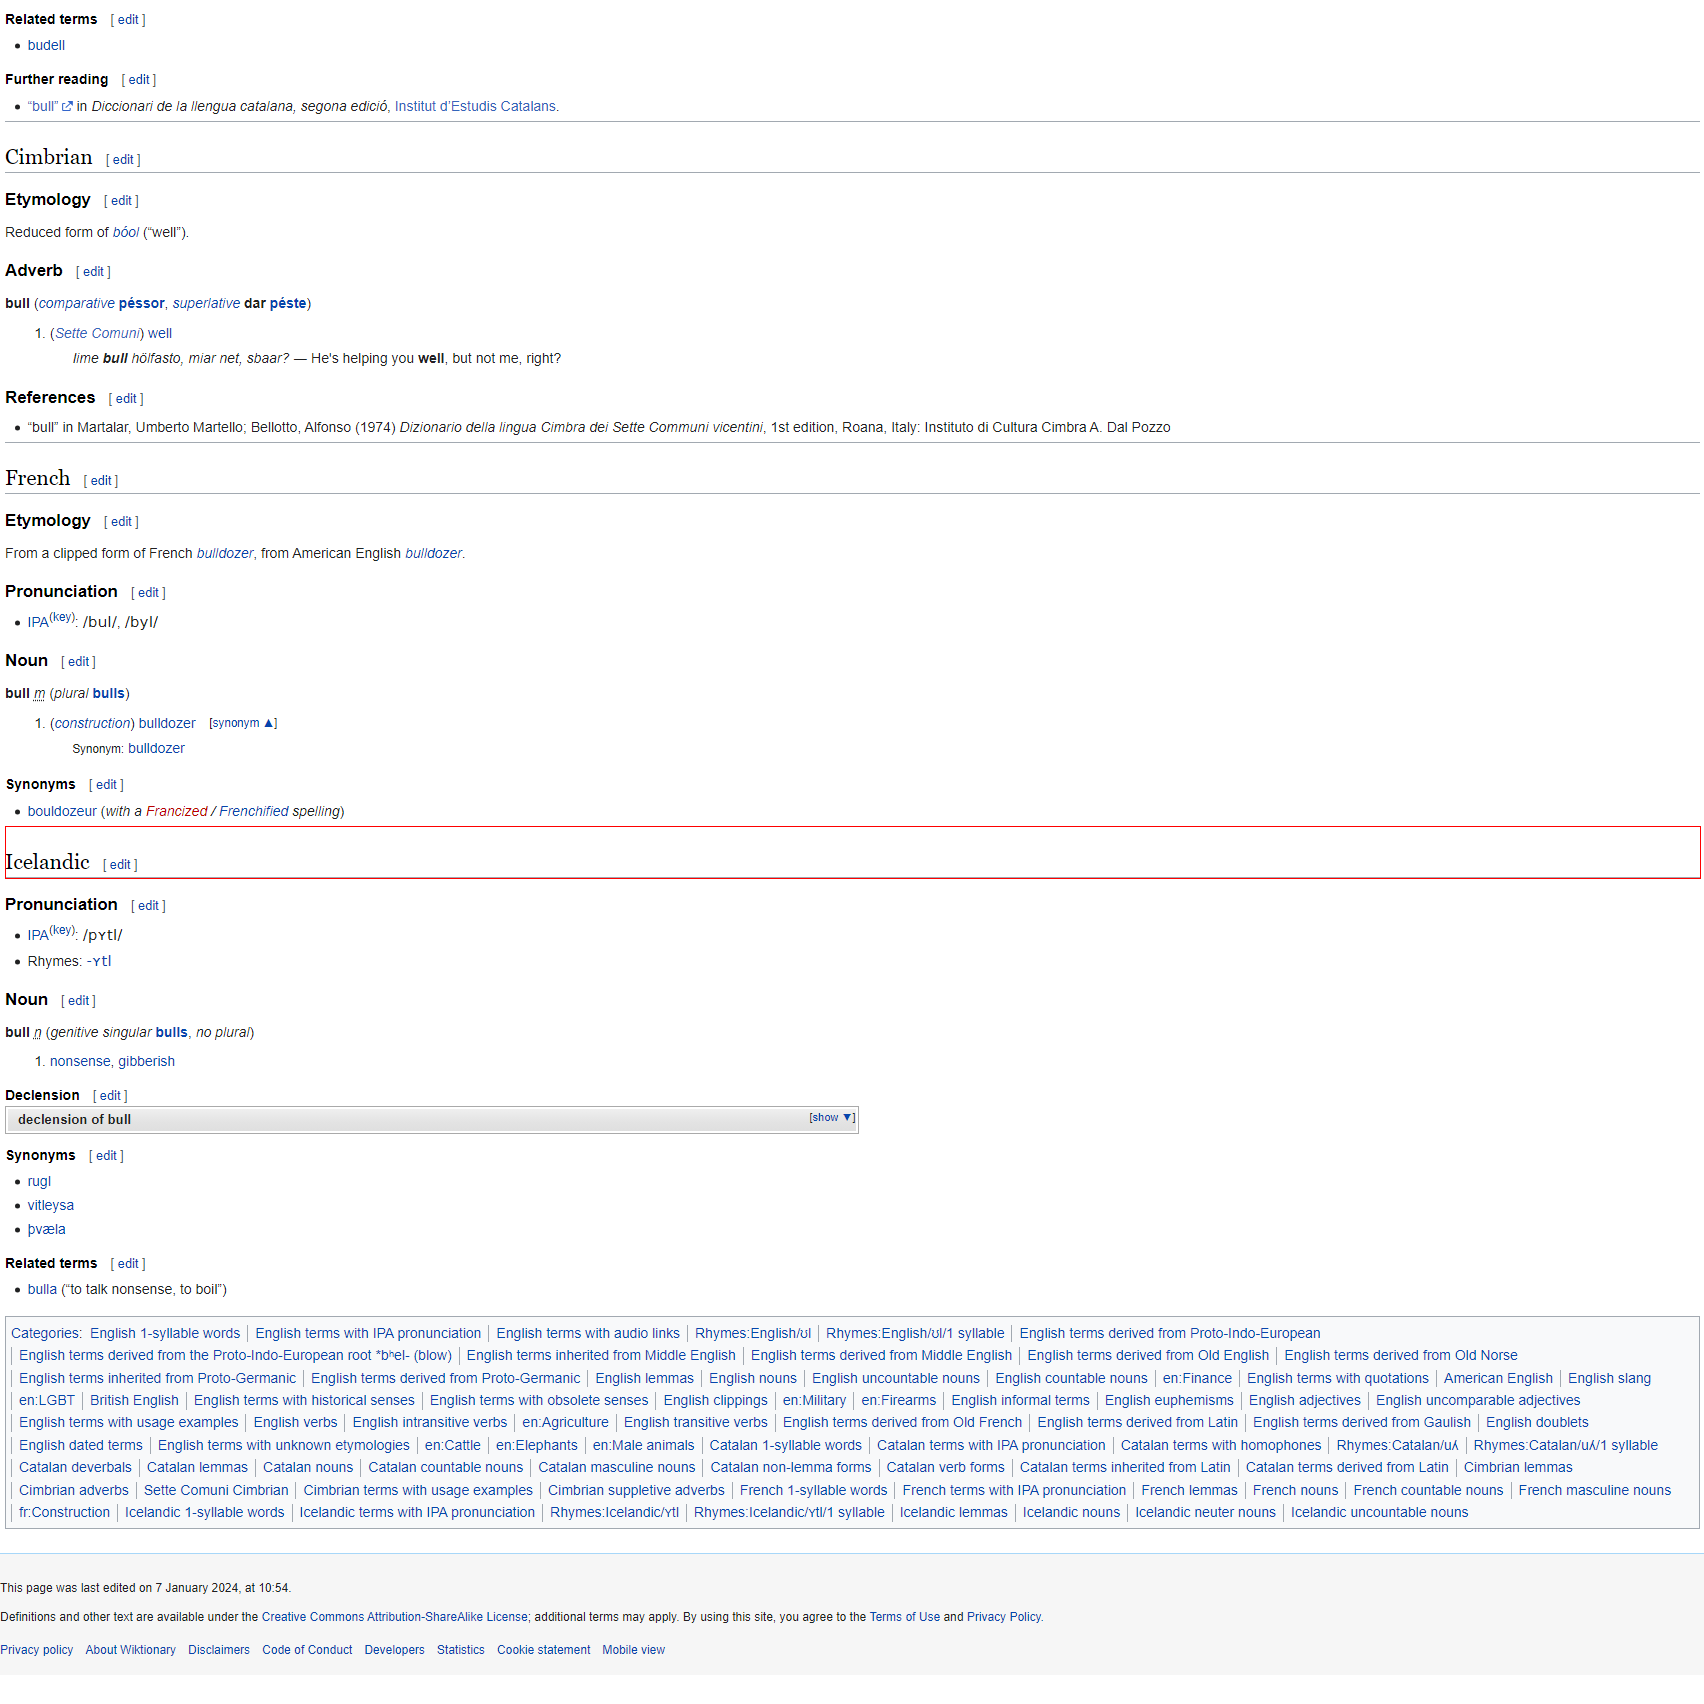 Related terms [ edit ]
budell
Further reading [ edit ]
“bull” in Diccionari de la llengua catalana, segona edició, Institut d’Estudis Catalans.
Cimbrian [ edit ]
Etymology [ edit ]
Reduced form of bóol (“well”).
Adverb [ edit ]
bull (comparative péssor, superlative dar péste)
1. (Sette Comuni) well
Iime bull hölfasto, miar net, sbaar? — He's helping you well, but not me, right?
References [ edit ]
“bull” in Martalar, Umberto Martello; Bellotto, Alfonso (1974) Dizionario della lingua Cimbra dei Sette Communi vicentini, 1st edition, Roana, Italy: Instituto di Cultura Cimbra A. Dal Pozzo
French [ edit ]
Etymology [ edit ]
From a clipped form of French bulldozer, from American English bulldozer.
Pronunciation [ edit ]
IPA(key): /bul/, /byl/
Noun [ edit ]
bull m (plural bulls)
1. (construction) bulldozer [synonym ▲]
Synonym: bulldozer
Synonyms [ edit ]
bouldozeur (with a Francized / Frenchified spelling)
Icelandic [ edit ]
Pronunciation [ edit ]
IPA(key): /pʏtl/
Rhymes: -ʏtl
Noun [ edit ]
bull n (genitive singular bulls, no plural)
1. nonsense, gibberish
Declension [ edit ]
declension of bull [show ▼]
Synonyms [ edit ]
rugl
vitleysa
þvæla
Related terms [ edit ]
bulla (“to talk nonsense, to boil”)
Categories: English 1-syllable words | English terms with IPA pronunciation | English terms with audio links | Rhymes:English/ʊl | Rhymes:English/ʊl/1 syllable | English terms derived from Proto-Indo-European
| English terms derived from the Proto-Indo-European root *bʰel- (blow) | English terms inherited from Middle English | English terms derived from Middle English | English terms derived from Old English | English terms derived from Old Norse
| English terms inherited from Proto-Germanic | English terms derived from Proto-Germanic | English lemmas | English nouns | English uncountable nouns | English countable nouns | en:Finance | English terms with quotations | American English | English slang
| en:LGBT | British English | English terms with historical senses | English terms with obsolete senses | English clippings | en:Military | en:Firearms | English informal terms | English euphemisms | English adjectives | English uncomparable adjectives
| English terms with usage examples | English verbs | English intransitive verbs | en:Agriculture | English transitive verbs | English terms derived from Old French | English terms derived from Latin | English terms derived from Gaulish | English doublets
| English dated terms | English terms with unknown etymologies | en:Cattle | en:Elephants | en:Male animals | Catalan 1-syllable words | Catalan terms with IPA pronunciation | Catalan terms with homophones | Rhymes:Catalan/uʎ | Rhymes:Catalan/uʎ/1 syllable
| Catalan deverbals | Catalan lemmas | Catalan nouns | Catalan countable nouns | Catalan masculine nouns | Catalan non-lemma forms | Catalan verb forms | Catalan terms inherited from Latin | Catalan terms derived from Latin | Cimbrian lemmas
| Cimbrian adverbs | Sette Comuni Cimbrian | Cimbrian terms with usage examples | Cimbrian suppletive adverbs | French 1-syllable words | French terms with IPA pronunciation | French lemmas | French nouns | French countable nouns | French masculine nouns
| fr:Construction | Icelandic 1-syllable words | Icelandic terms with IPA pronunciation | Rhymes:Icelandic/ʏtl | Rhymes:Icelandic/ʏtl/1 syllable | Icelandic lemmas | Icelandic nouns | Icelandic neuter nouns | Icelandic uncountable nouns
This page was last edited on 7 January 2024, at 10:54.
Definitions and other text are available under the Creative Commons Attribution-ShareAlike License; additional terms may apply. By using this site, you agree to the Terms of Use and Privacy Policy.
Privacy policy About Wiktionary Disclaimers Code of Conduct Developers Statistics Cookie statement Mobile view